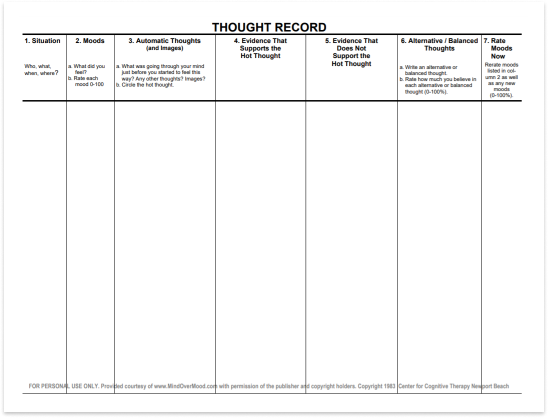 THOUGHT RECORD
1. Situation
Who, what,
when, where?
2. Moods
a. What did you
feel?
b. Rate each
mood 0-100
3. Automatic Thoughts
(and Images)
a. What was going through your mind
just before you started to feel this
way? Any other thoughts? Images?
b. Circle the hot thought.
4. Evidence That
Supports the
Hot Thought
5. Evidence That
Does Not
Support the
Hot Thought
6. Alternative / Balanced
Thoughts
a. Write an alternative or
balanced thought.
b. Rate how much you believe in
each alternative or balanced
thought (0-100%).
7. Rate
Moods
Now
Rerate moods
listed in col-
umn 2 as well
as any new
moods
(0-100%).
FOR PERSONAL USE ONLY. Provided courtesy of www.MindOverMood.com with permission of the publisher and copyright holders. Copyright 1983 Center for Cognitive Therapy Newport Beach